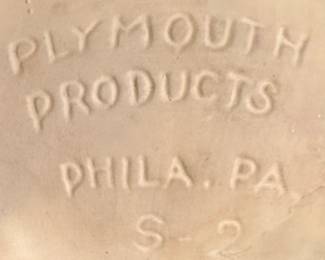 PLYMOUTH
PRODUCTS
PHILA. PA.
S-2